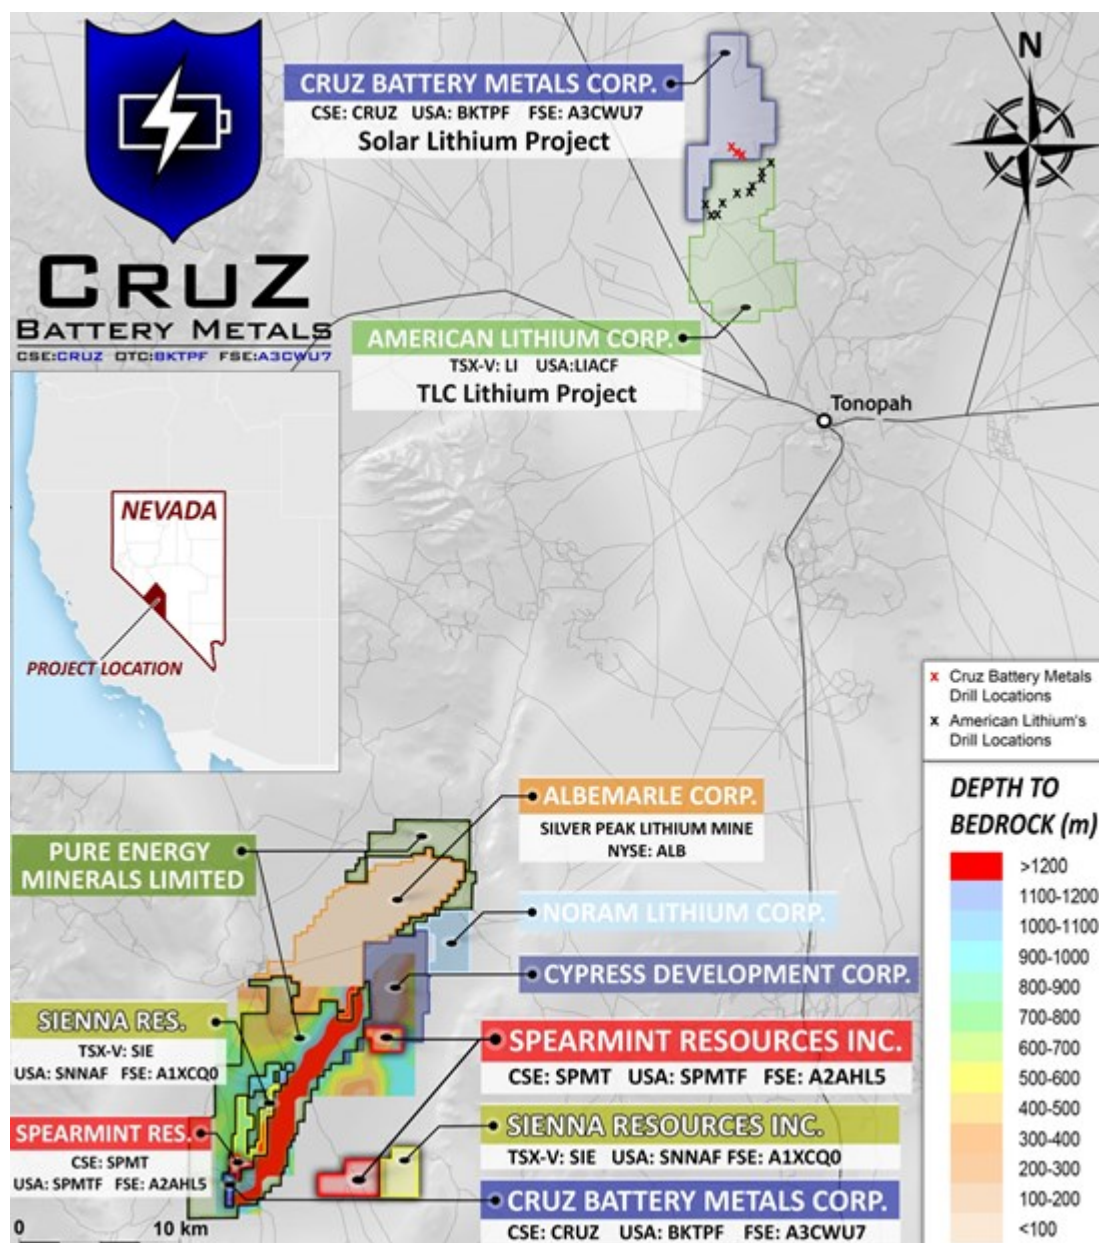 CRUZ BATTERY METALS CORP.
CSE: CRUZ USA: BKTPF FSE: A3CWU7
Solar Lithium Project
N
CRUZ
BATTERY METALS
CSE:CRUZ OTC:BKTPF FSE:A3CWU7
AMERICAN LITHIUM CORP.
TSX-V: LI USA:LIACF
TLC Lithium Project
Tonopah
NEVADA
PROJECT LOCATION
x Cruz Battery Metals
Drill Locations
x American Lithium's
Drill Locations
DEPTH TO
BEDROCK (m)
>1200
1100-1200
1000-1100
900-1000
800-900
700-800
600-700
500-600
400-500
300-400
200-300
100-200
<100
ALBEMARLE CORP.
SILVER PEAK LITHIUM MINE
NYSE: ALB
PURE ENERGY
MINERALS LIMITED
NORAM LITHIUM CORP.
CYPRESS DEVELOPMENT CORP.
SIENNA RES.
TSX-V: SIE
USA: SNNAF FSE: A1XCQ0
SPEARMINT RESOURCES INC.
CSE: SPMT USA: SPMTF FSE: A2AHL5
SPEARMINT RES.
CSE: SPMT
USA: SPMTF FSE: A2AHL5
SIENNA RESOURCES INC.
TSX-V: SIE USA: SNNAF FSE: A1XCQ0
CRUZ BATTERY METALS CORP.
CSE: CRUZ USA: BKTPF FSE: A3CWU7
0 10 km